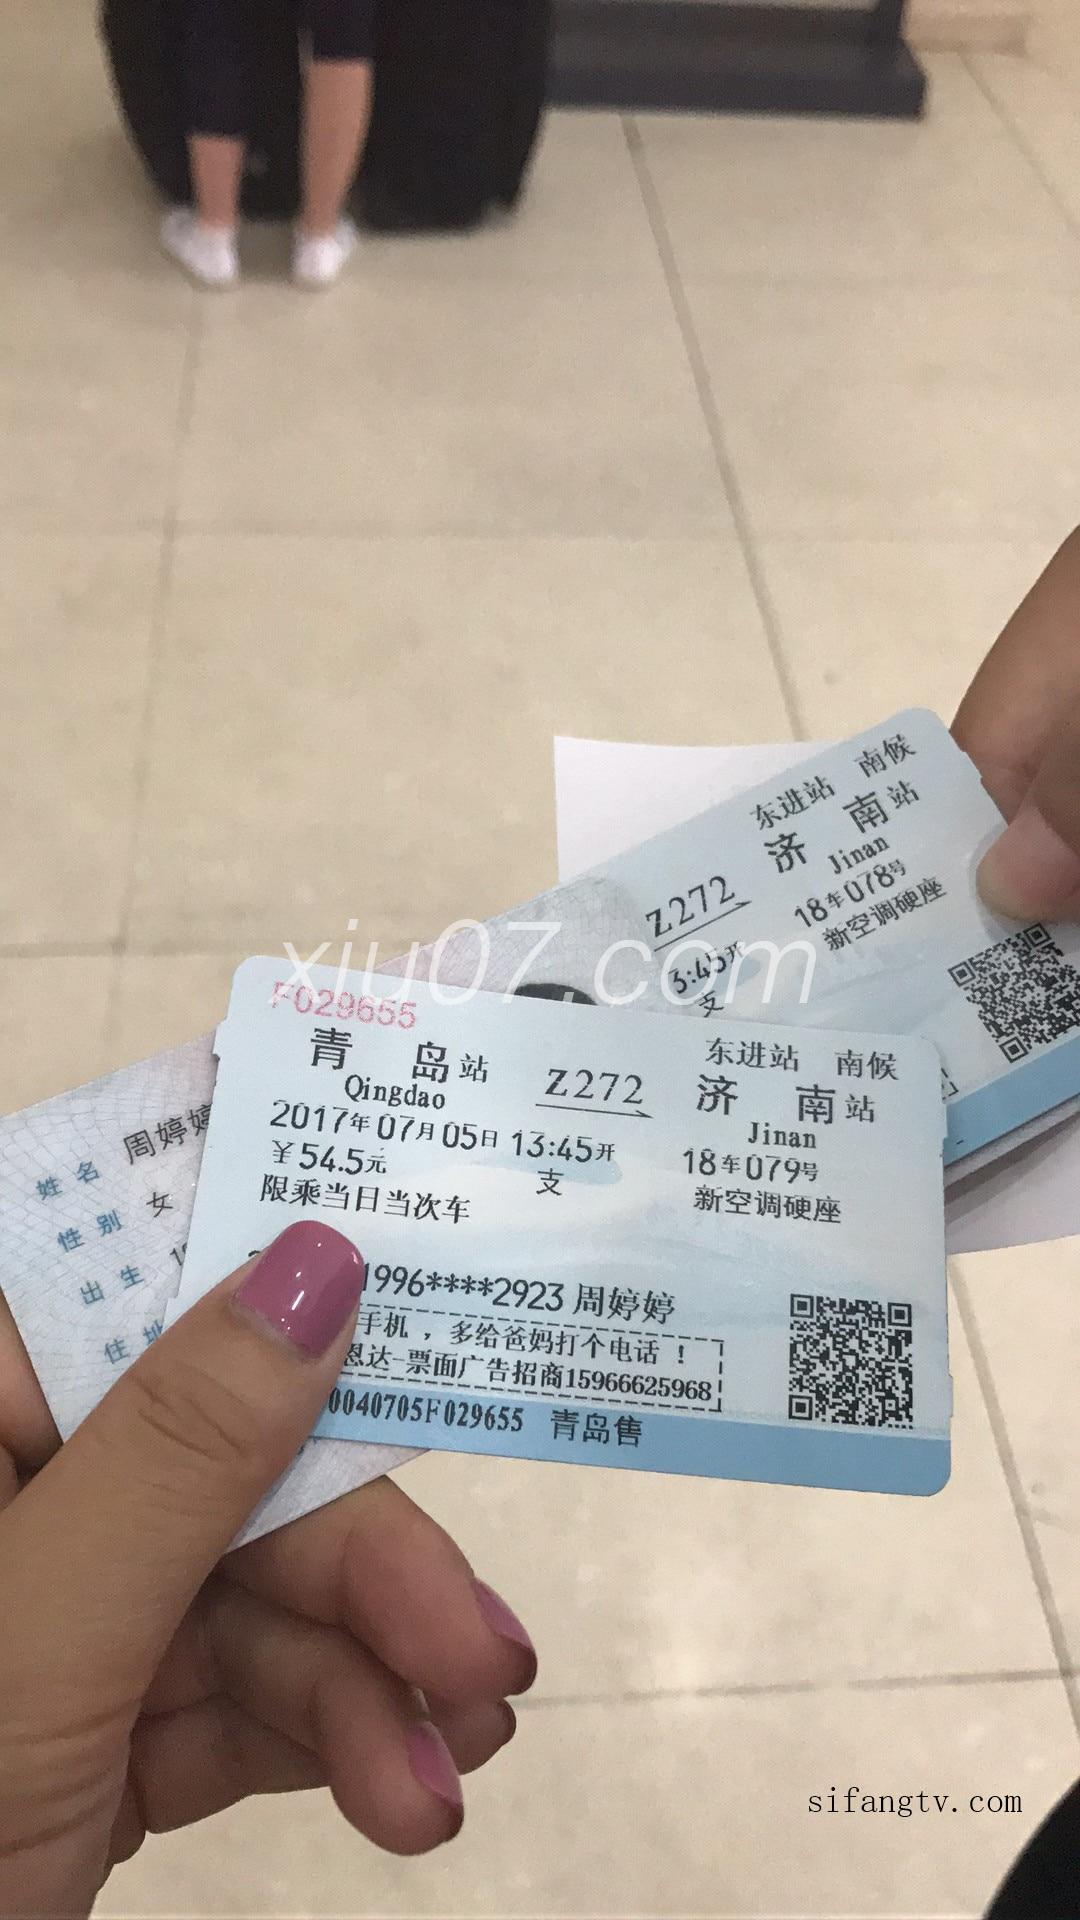 东进站 南候
济 南站
Jinan
Z272
18车078号
新空调硬座
3:45开
支
xiu07.com
F029655
青 岛站
Qingdao
Z272
东进站 南候
济 南站
Jinan
2017年07月05日 13:45开
18车079号
¥54.5元
支
新空调硬座
限乘当日当次车
1996****2923 周婷婷
手机，多给爸妈打个电话！
恩达-票面广告招商15966625968
0040705F029655 青岛售
姓名 周婷婷
性别 女
出生
住址
sifangtv.com